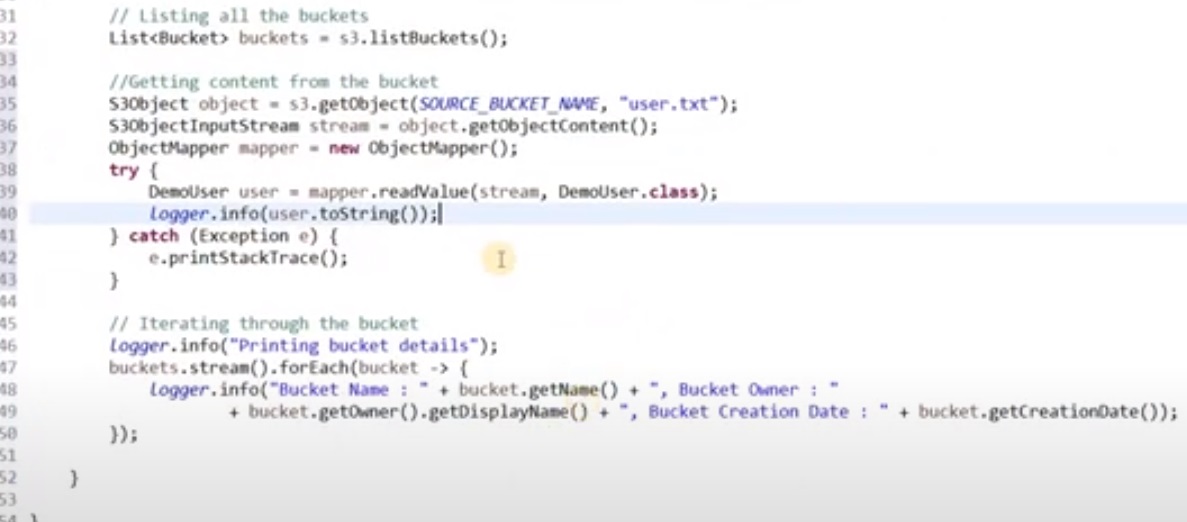 31 // Listing all the buckets
32 List<Bucket> buckets = s3.listBuckets();
33
34 //Getting content from the bucket
35 S3Object object = s3.getObject(SOURCE_BUCKET_NAME, "user.txt");
36 S3ObjectInputStream stream = object.getObjectContent();
37 ObjectMapper mapper = new ObjectMapper();
38 try {
39 DemoUser user = mapper.readValue(stream, DemoUser.class);
40 logger.info(user.toString());
41 } catch (Exception e) {
42 e.printStackTrace();
43 }
44
45 // Iterating through the bucket
46 logger.info("Printing bucket details");
47 buckets.stream().forEach(bucket -> {
48 logger.info("Bucket Name : " + bucket.getName() + ", Bucket Owner : "
49 + bucket.getOwner().getDisplayName() + ", Bucket Creation Date : " + bucket.getCreationDate());
50 });
51
52 }
53
54 }